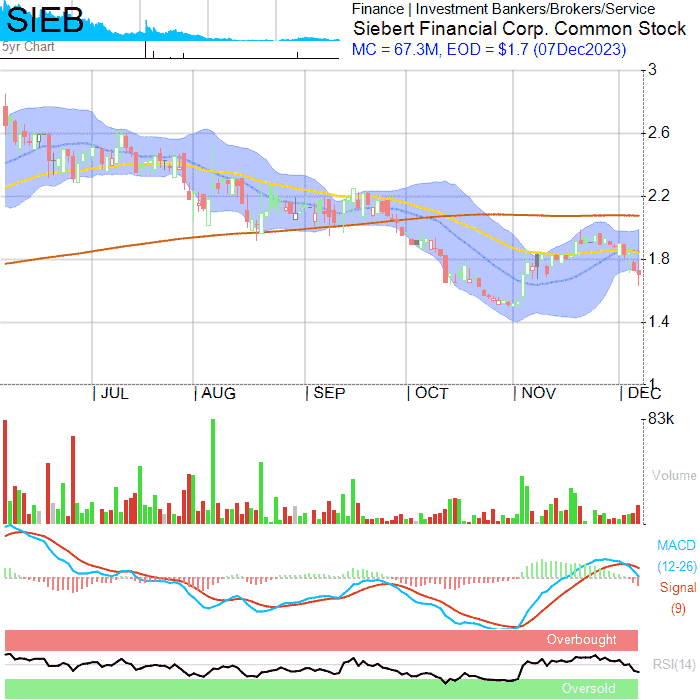 SIEB
5yr Chart
Finance | Investment Bankers/Brokers/Service
Siebert Financial Corp. Common Stock
MC = 67.3M, EOD = $1.7 (07Dec2023)
3
2.6
2.2
1.8
1.4
1
JUL AUG SEP OCT NOV DEC
83k
Volume
MACD
(12-26)
Signal
(9)
Overbought
RSI(14)
Oversold